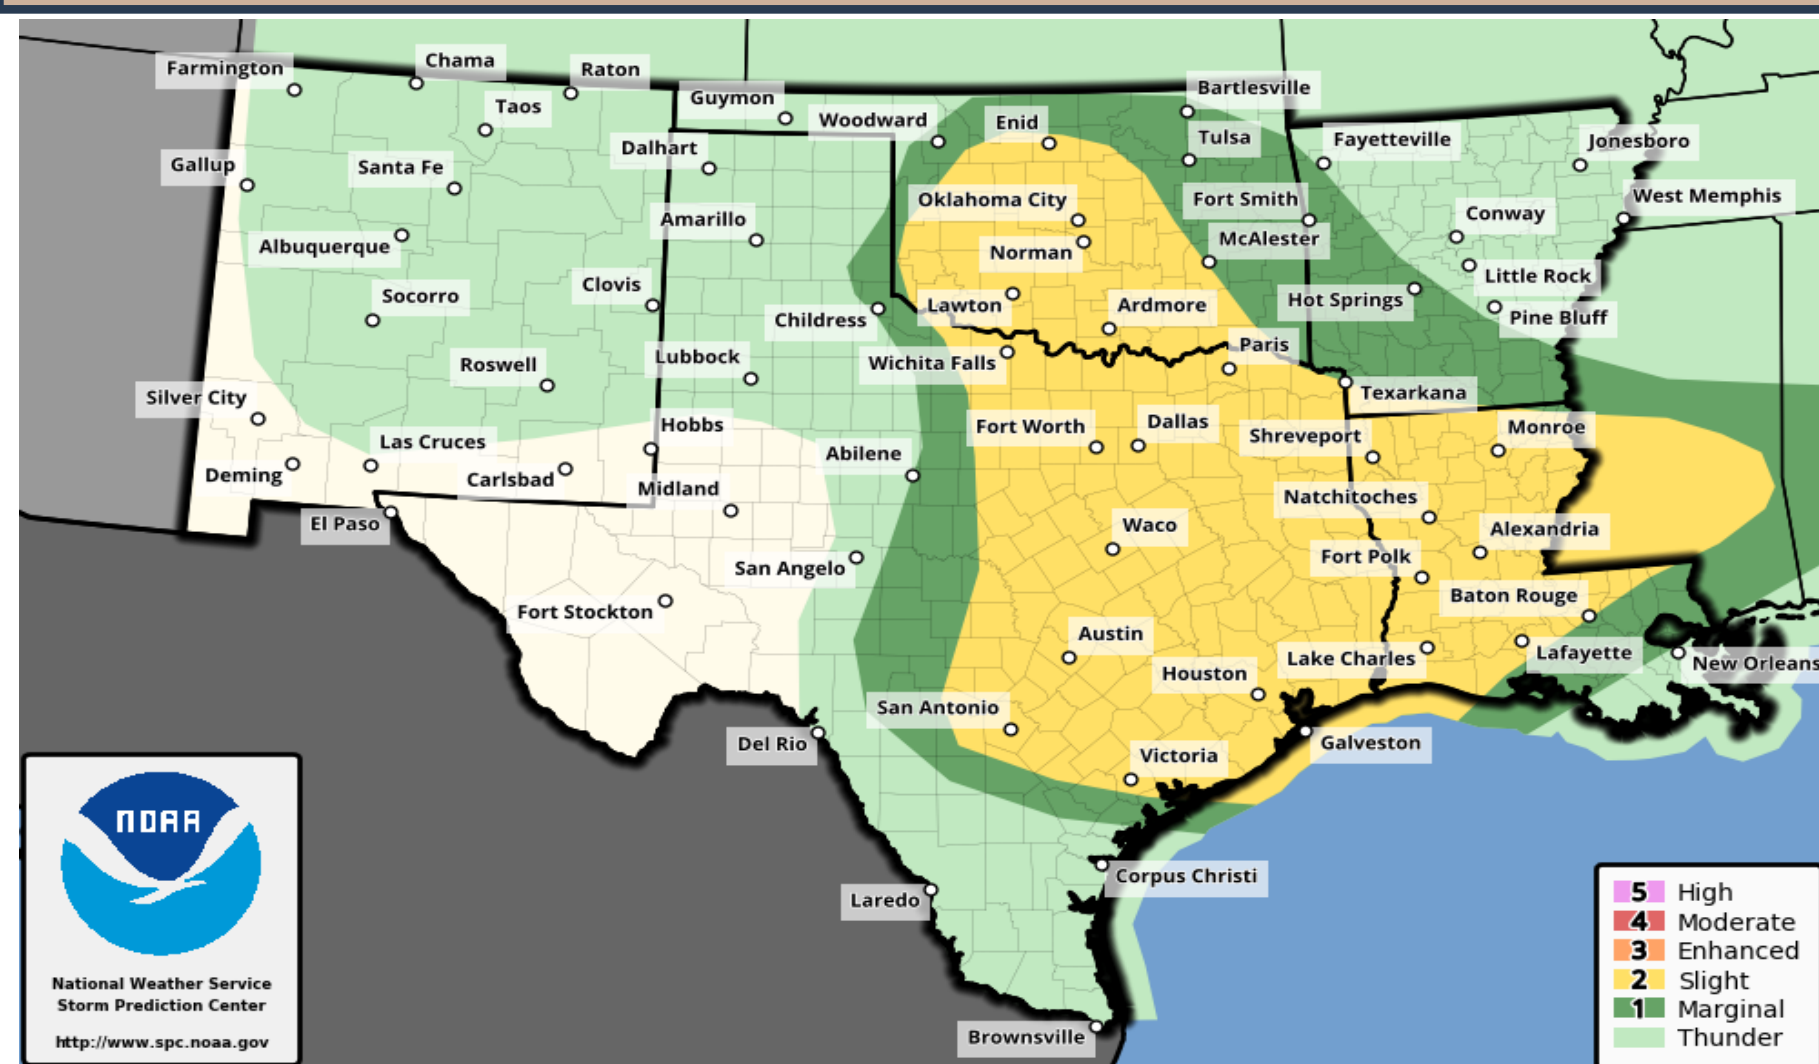 Farmington
Chama
Raton
Taos
Guymon
Woodward
Enid
Bartlesville
Tulsa
Fayetteville
Jonesboro
Gallup
Santa Fe
Dalhart
Oklahoma City
Fort Smith
Conway
West Memphis
Albuquerque
Amarillo
Norman
McAlester
Little Rock
Socorro
Clovis
Childress
Lawton
Ardmore
Hot Springs
Pine Bluff
Roswell
Lubbock
Wichita Falls
Paris
Texarkana
Silver City
Las Cruces
Hobbs
Abilene
Fort Worth
Dallas
Shreveport
Monroe
Deming
Carlsbad
Midland
Natchitoches
El Paso
San Angelo
Waco
Fort Polk
Alexandria
Fort Stockton
Austin
Baton Rouge
Houston
Lake Charles
Lafayette
New Orleans
Del Rio
San Antonio
Victoria
Galveston
Laredo
Corpus Christi
Brownsville
NOAA
National Weather Service
Storm Prediction Center
http://www.spc.noaa.gov
5 High
4 Moderate
3 Enhanced
2 Slight
1 Marginal
Thunder